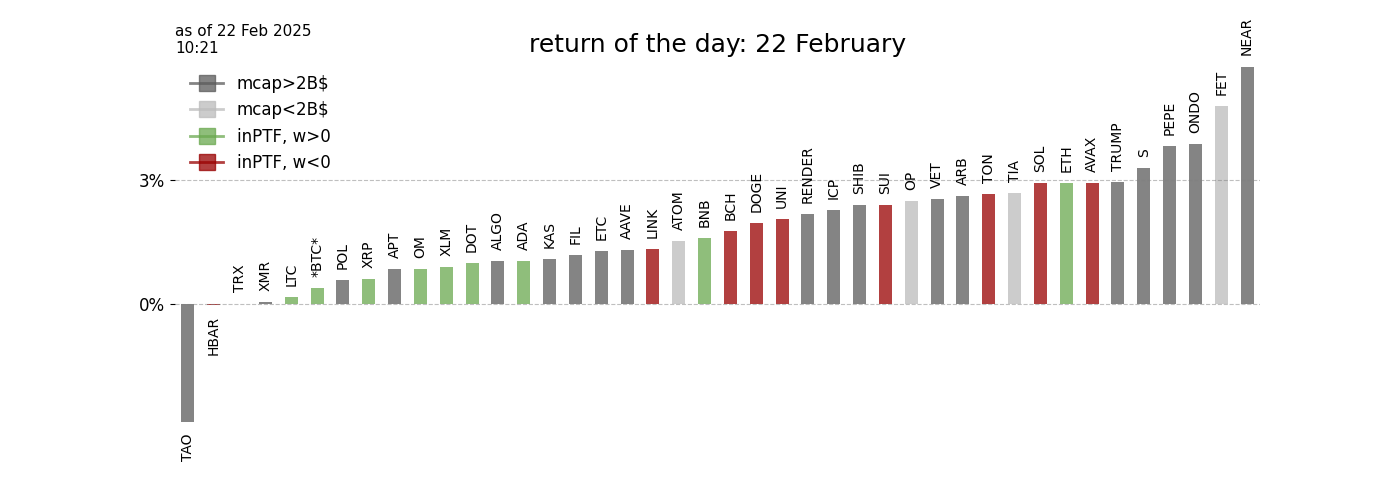 as of 22 Feb 2025
10:21
return of the day: 22 February
mcap>2B$
mcap<2B$
inPTF, w>0
inPTF, w<0
3%
0%
TAO
HBAR
TRX
XMR
LTC
*BTC*
POL
XRP
APT
OM
XLM
DOT
ALGO
ADA
KAS
FIL
ETC
AAVE
LINK
ATOM
BNB
BCH
DOGE
UNI
RENDER
ICP
SHIB
SUI
OP
VET
ARB
TON
TIA
SOL
ETH
AVAX
TRUMP
S
PEPE
ONDO
FET
NEAR